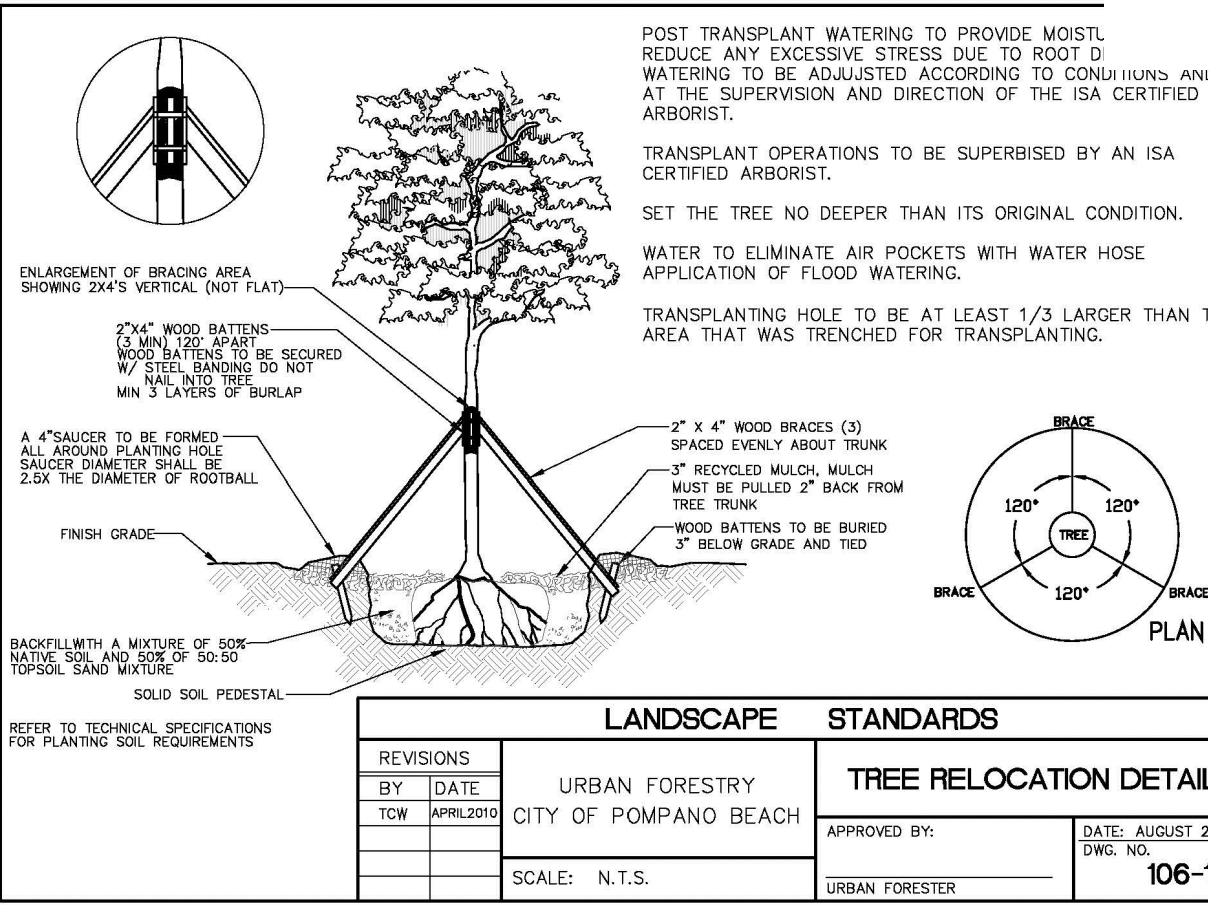 POST TRANSPLANT WATERING TO PROVIDE
REDUCE ANY EXCESSIVE STRESS DUE TO ROOT
WATERING TO BE ADJUJSTED ACCORDING TO CONDITIONS
AT THE SUPERVISION AND DIRECTION OF THE ISA CERTIFIED
ARBORIST.
TRANSPLANT OPERATIONS TO BE SUPERBISED BY AN ISA
CERTIFIED ARBORIST.
SET THE TREE NO DEEPER THAN ITS ORIGINAL CONDITION.
WATER TO ELIMINATE AIR POCKETS WITH WATER HOSE
APPLICATION OF FLOOD WATERING.
TRANSPLANTING HOLE TO BE AT LEAST 1/3 LARGER THAN
AREA THAT WAS TRENCHED FOR TRANSPLANTING.
ENLARGEMENT OF BRACING AREA
SHOWING 2X4'S VERTICAL (NOT FLAT)
2"X4" WOOD BATTENS
(3 MIN) 120° APART
WOOD BATTENS TO BE SECURED
W/ STEEL BANDING DO NOT
NAIL INTO TREE
MIN 3 LAYERS OF BURLAP
A 4"SAUCER TO BE FORMED
ALL AROUND PLANTING HOLE
SAUCER DIAMETER SHALL BE
2.5X THE DIAMETER OF ROOTBALL
FINISH GRADE
BACKFILLWITH A MIXTURE OF 50%
NATIVE SOIL AND 50% OF 50:50
TOPSOIL SAND MIXTURE
SOLID SOIL PEDESTAL
REFER TO TECHNICAL SPECIFICATIONS
FOR PLANTING SOIL REQUIREMENTS
2" X 4" WOOD BRACES (3)
SPACED EVENLY ABOUT TRUNK
3" RECYCLED MULCH, MULCH
MUST BE PULLED 2" BACK FROM
TREE TRUNK
WOOD BATTENS TO BE BURIED
3" BELOW GRADE AND TIED
BRACE
120° 120°
TREE
120°
BRACE BRACE
PLAN
LANDSCAPE STANDARDS
REVISIONS
BY DATE
TCW APRIL2010
URBAN FORESTRY
CITY OF POMPANO BEACH
SCALE: N.T.S.
TREE RELOCATION DETAIL
APPROVED BY:
URBAN FORESTER
DATE: AUGUST
DWG. NO.
106-